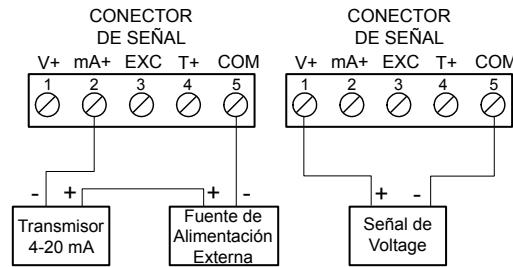 CONECTOR
DE SEÑAL
V+ mA+ EXC T+ COM
1 2 3 4 5
- + + -
Transmisor
4-20 mA
Fuente de
Alimentación
Externa
CONECTOR
DE SEÑAL
V+ mA+ EXC T+ COM
1 2 3 4 5
+ -
Señal de
Voltage